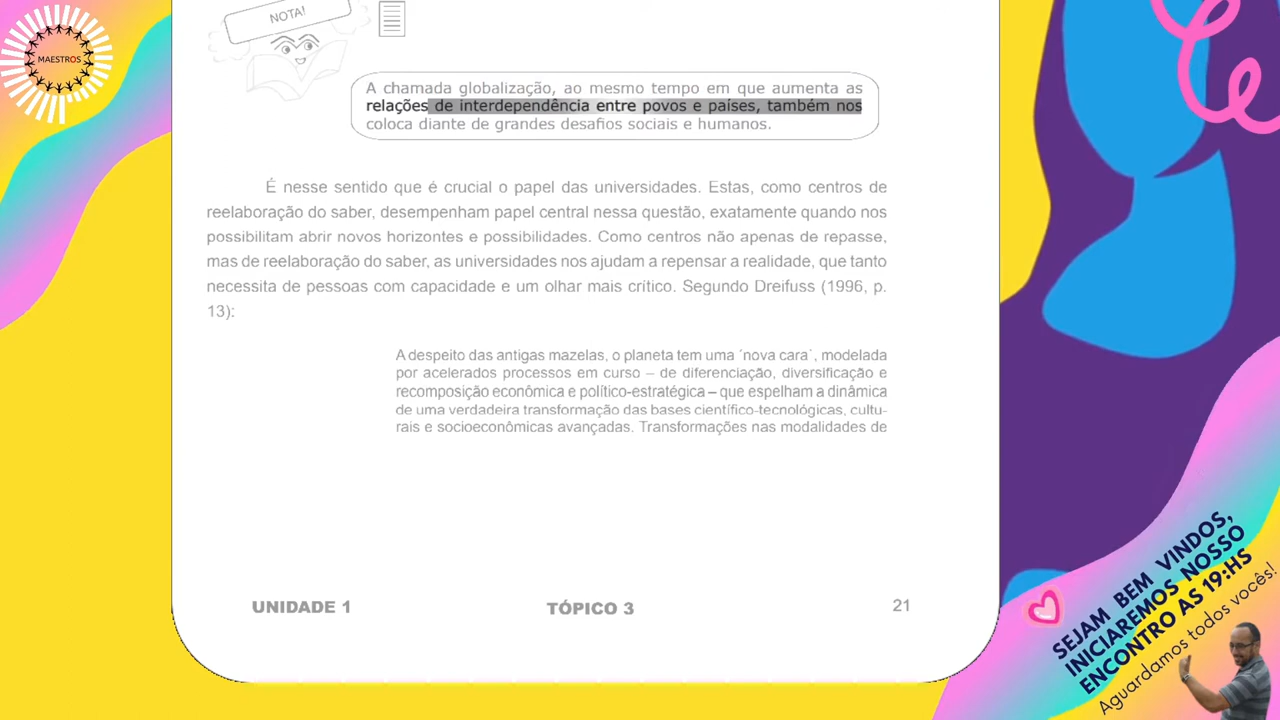 NOTA!
MAESTROS
A chamada globalização, ao mesmo tempo em que aumenta as
relações de interdependência entre povos e países, também nos
coloca diante de grandes desafios sociais e humanos.
É nesse sentido que é crucial o papel das universidades. Estas, como centros de
reelaboração do saber, desempenham papel central nessa questão, exatamente quando nos
possibilitam abrir novos horizontes e possibilidades. Como centros não apenas de repasse,
mas de reelaboração do saber, as universidades nos ajudam a repensar a realidade, que tanto
necessita de pessoas com capacidade e um olhar mais crítico. Segundo Dreifuss (1996, p.
13):
A despeito das antigas mazelas, o planeta tem uma ´nova cara´, modelada
por acelerados processos em curso – de diferenciação, diversificação e
recomposição econômica e político-estratégica – que espelham a dinâmica
de uma verdadeira transformação das bases científico-tecnológicas, cultu-
rais e socioeconômicas avançadas. Transformações nas modalidades de
UNIDADE 1
TÓPICO 3
21
SEJAM BEM VINDOS,
INICIAREMOS NOSSO
ENCONTRO AS 19:HS
Aguardamos todos vocês!